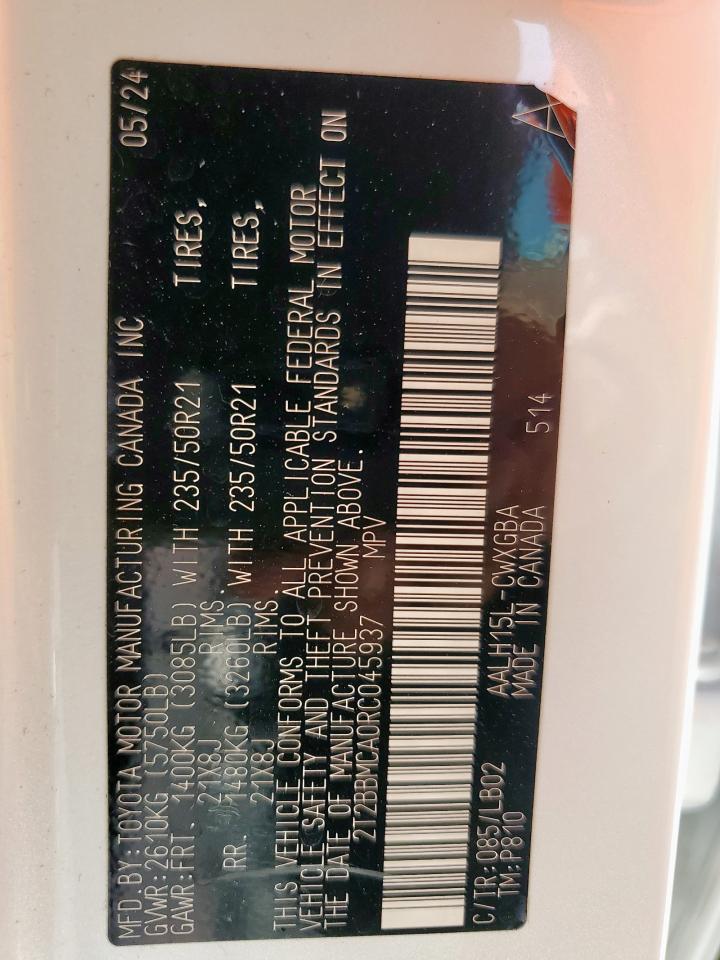 MFD.BY:TOYOTA MOTOR MANUFACTURING CANADA INC 05/24
GVWR:2610KG (5750LB)
GAWR:FRT. 1400KG (3085LB) WITH 235/50R21 TIRES,
21X8J RIMS.
RR. 1480KG (3260LB) WITH 235/50R21 TIRES,
21X8J RIMS
THIS VEHICLE CONFORMS TO ALL APPLICABLE FEDERAL MOTOR
VEHICLE SAFETY AND THEFT PREVENTION STANDARDS IN EFFECT ON
THE DATE OF MANUFACTURE SHOWN ABOVE.
2T2BBMCA0RC045937 MPV
C/TR:085/LB02 AALH15L-CWXGBA
TM:P810 MADE IN CANADA 514